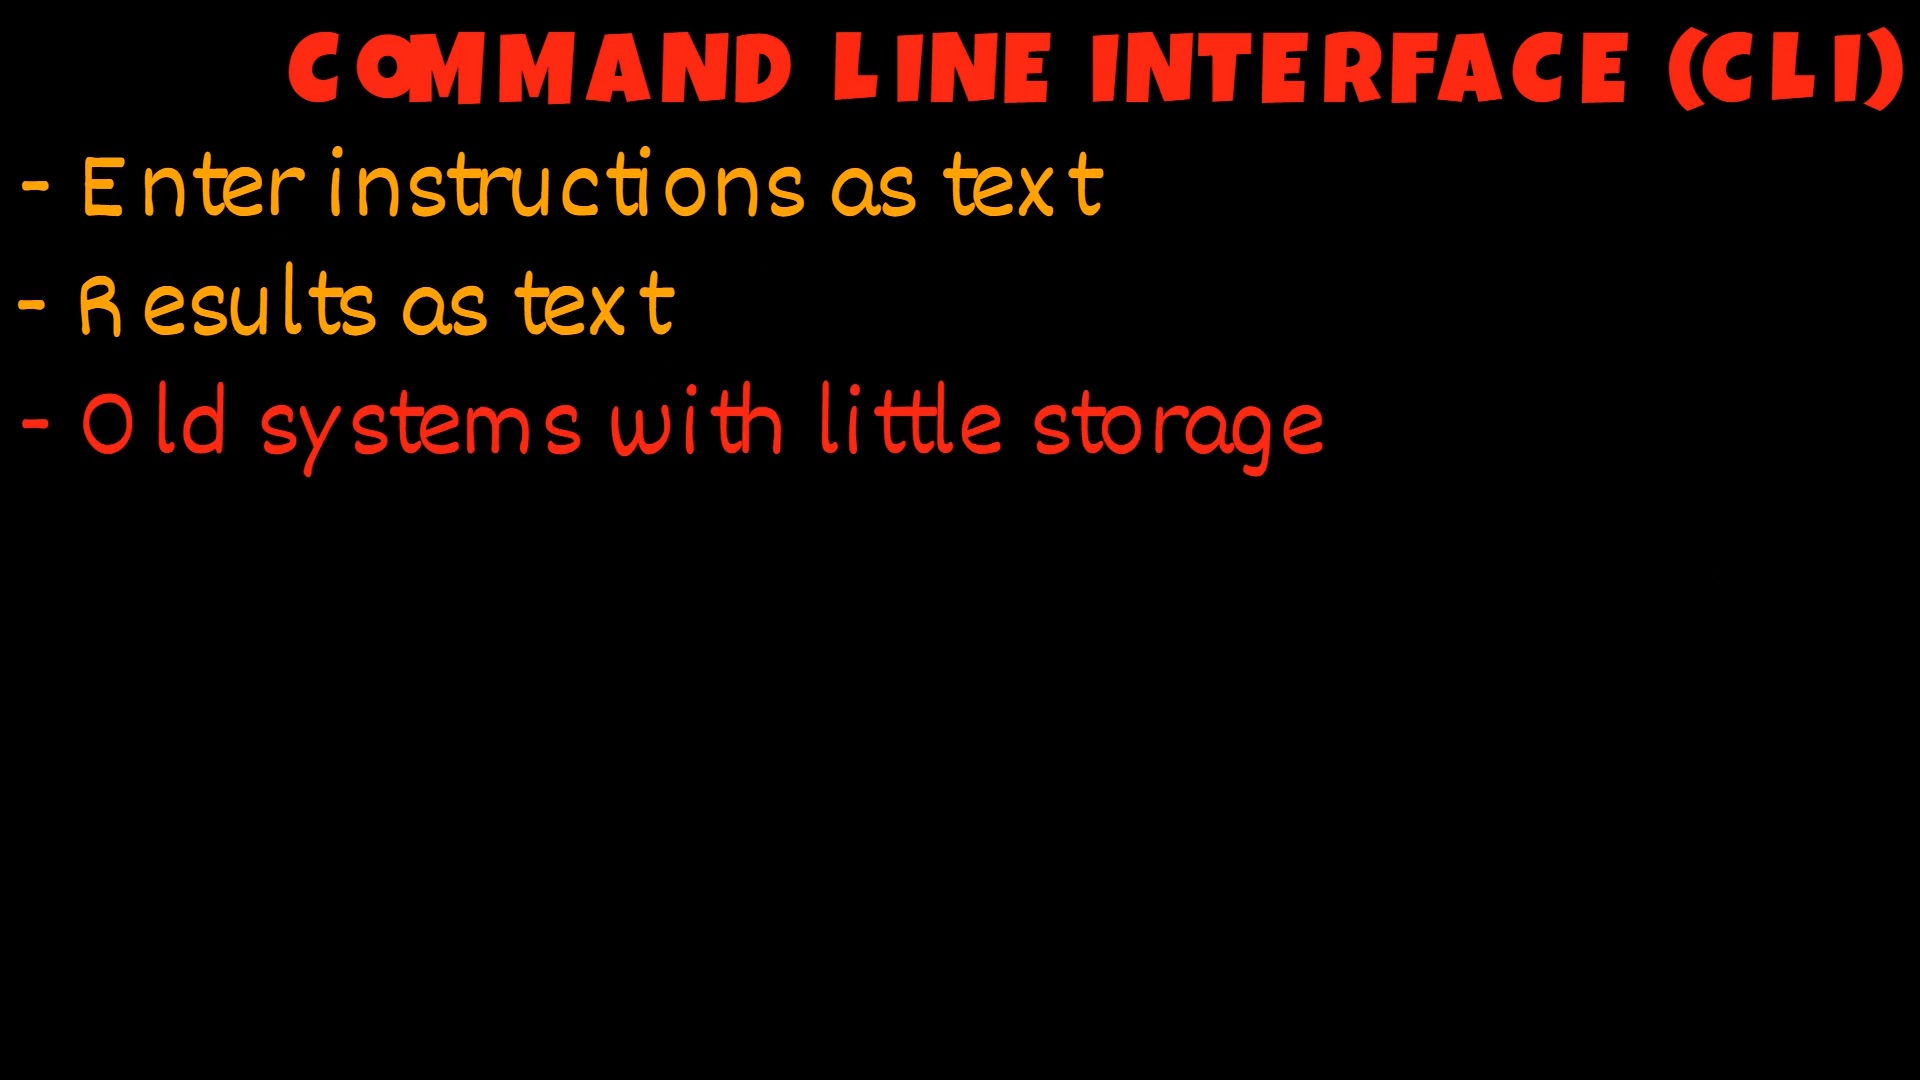 COMMAND LINE INTERFACE (CLI)
- Enter instructions as text
- Results as text
- Old systems with little storage